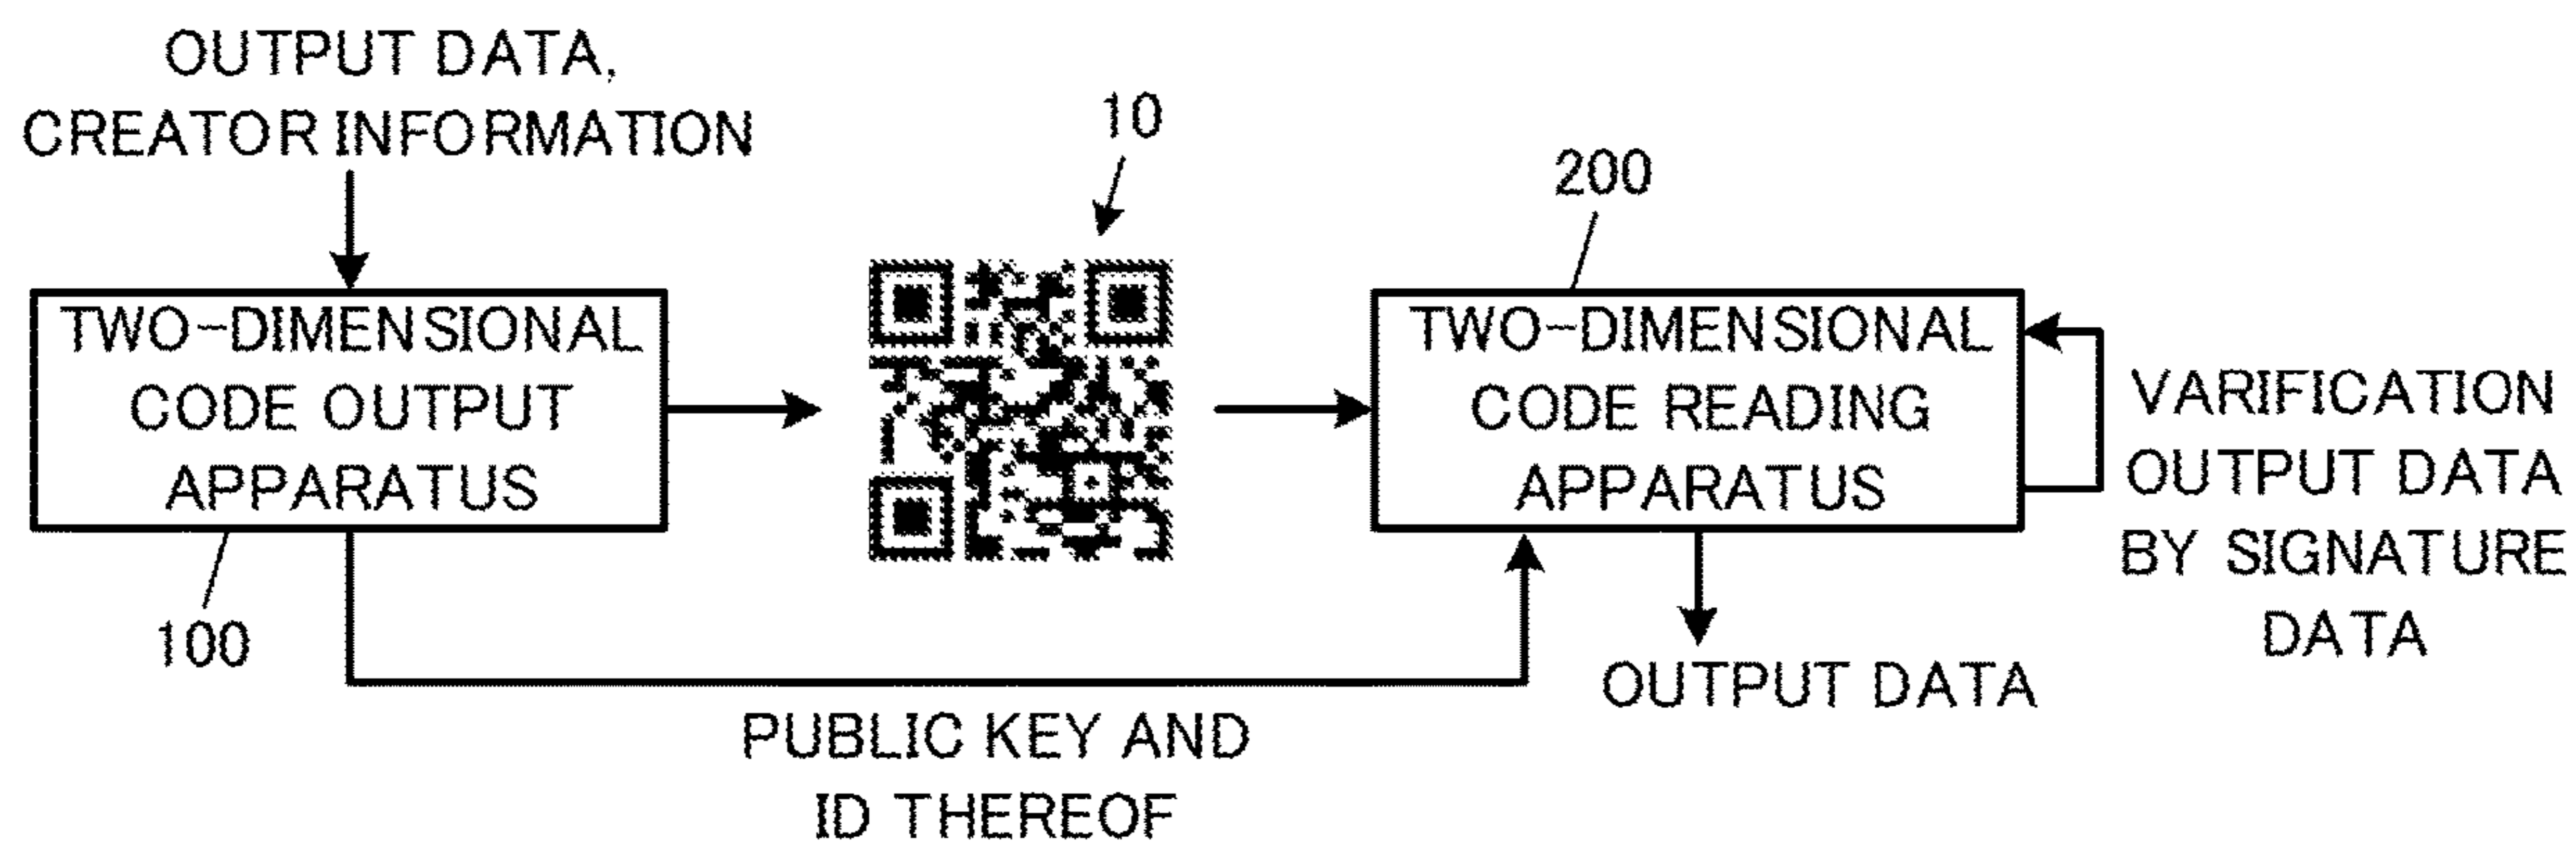 OUTPUT DATA,
CREATOR INFORMATION
10
200
TWO-DIMENSIONAL
CODE OUTPUT
APPARATUS
TWO-DIMENSIONAL
CODE READING
APPARATUS
VARIFICATION
OUTPUT DATA
BY SIGNATURE
DATA
100
OUTPUT DATA
PUBLIC KEY AND
ID THEREOF